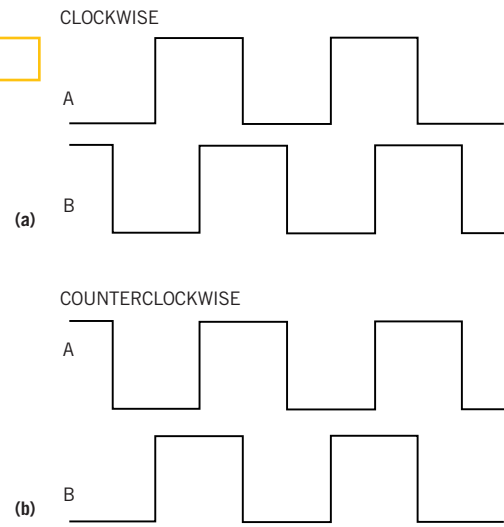 CLOCKWISE
A
B
(a)
COUNTERCLOCKWISE
A
B
(b)